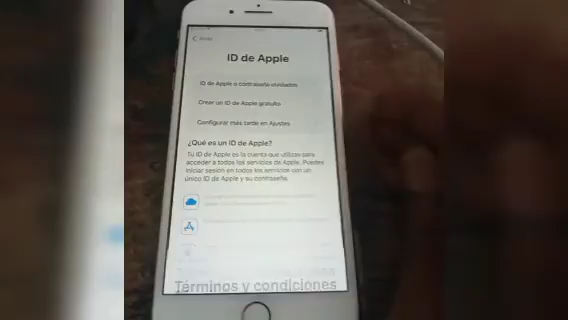 ID de Apple
ID de Apple o contraseña olvidados
Crear un ID de Apple gratuito
Configurar más tarde en Ajustes
¿Qué es un ID de Apple?
Tu ID de Apple es la cuenta que utilizas para
acceder a todos los servicios de Apple. Puedes
iniciar sesión en todos los servicios con un
único ID de Apple y su contraseña.
Términos y condiciones